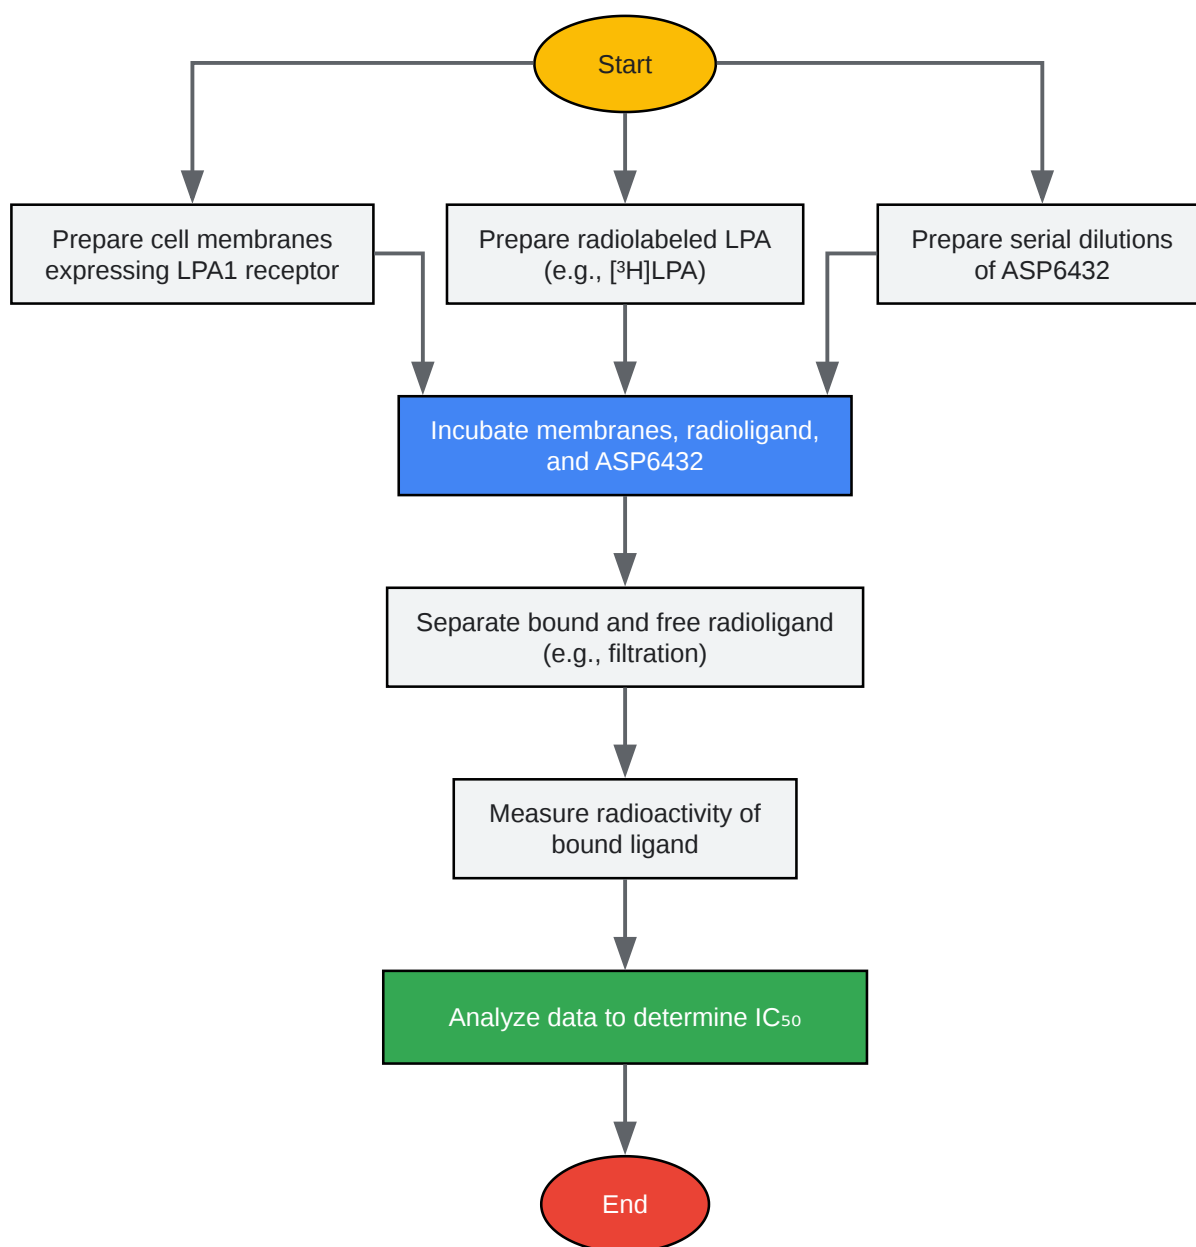 Start
Prepare cell membranes
expressing LPA1 receptor
Prepare radiolabeled LPA
(e.g., [³H]LPA)
Prepare serial dilutions
of ASP6432
Incubate membranes, radioligand,
and ASP6432
Separate bound and free radioligand
(e.g., filtration)
Measure radioactivity of
bound ligand
Analyze data to determine IC₅₀
End